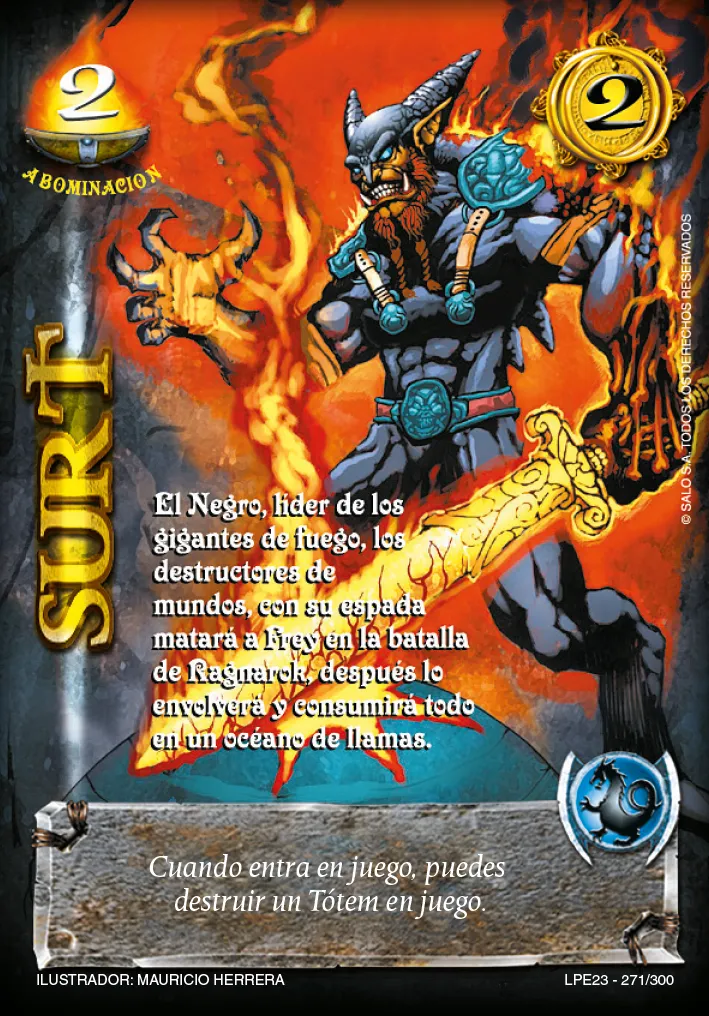 2
2
ABOMINACION
SURT
© SALO S.A. TODOS LOS DERECHOS RESERVADOS
El Negro, líder de los
gigantes de fuego, los
destructores de
mundos, con su espada
matará a Frey en la batalla
de Ragnarok, después lo
envolverá y consumirá todo
en un océano de llamas.
Cuando entra en juego, puedes
destruir un Tótem en juego.
ILUSTRADOR: MAURICIO HERRERA
LPE23 - 271/300